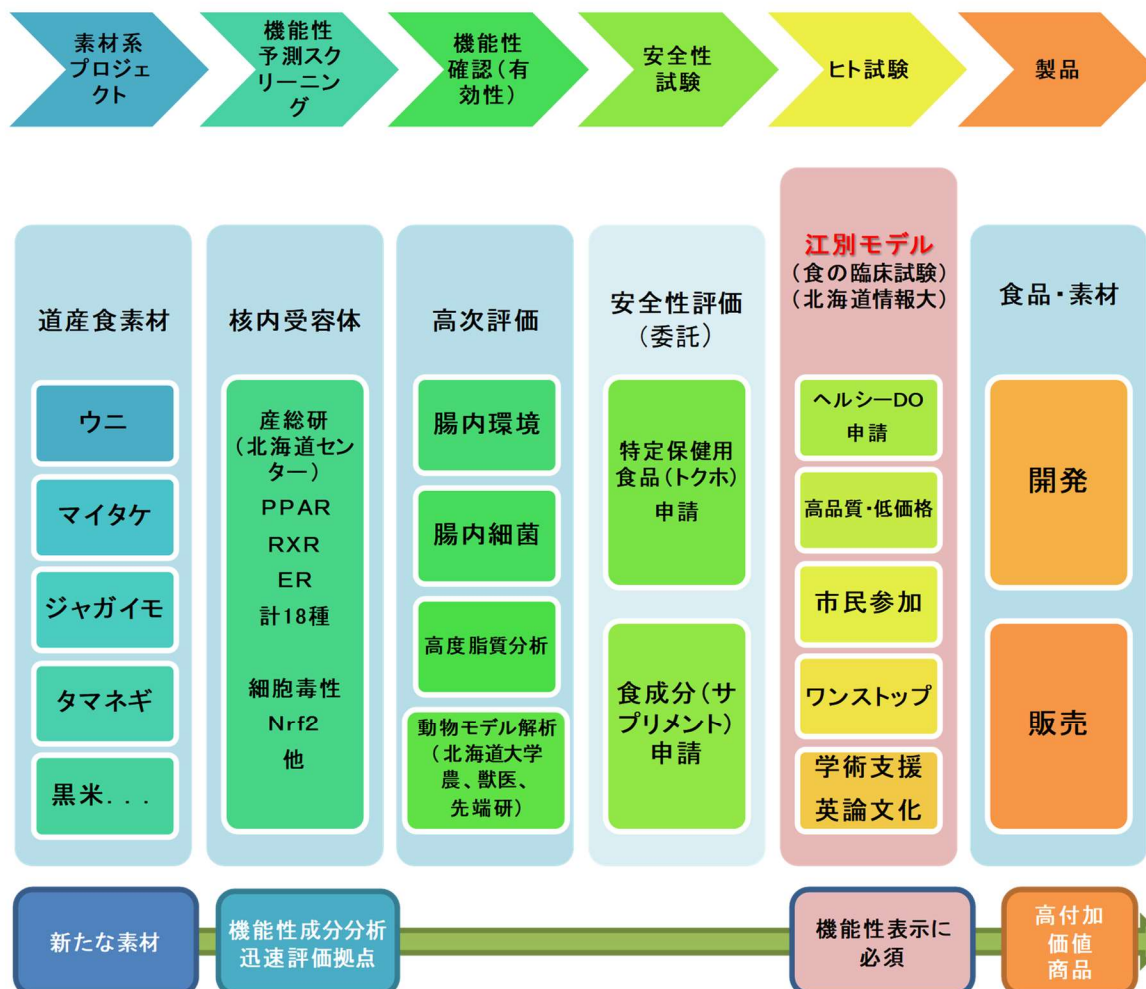 素材系
プロジェ
クト
機能性
予測スク
リーニン
グ
機能性
確認(有
効性)
安全性
試験
ヒト試験
製品
道産食素材
ウニ
マイタケ
ジャガイモ
タマネギ
黒米...
核内受容体
産総研
(北海道セン
ター)
PPAR
RXR
ER
計18種
細胞毒性
Nrf2
他
高次評価
腸内環境
腸内細菌
高度脂質分析
動物モデル解析
(北海道大学
農、獣医、
先端研)
安全性評価
(委託)
特定保健用
食品(トクホ)
申請
食成分(サ
プリメント)
申請
江別モデル
(食の臨床試験)
(北海道情報大)
ヘルシーDO
申請
高品質・低価格
市民参加
ワンストップ
学術支援
英論文化
食品・素材
開発
販売
新たな素材
機能性成分分析
迅速評価拠点
機能性表示に
必須
高付加
価値
商品